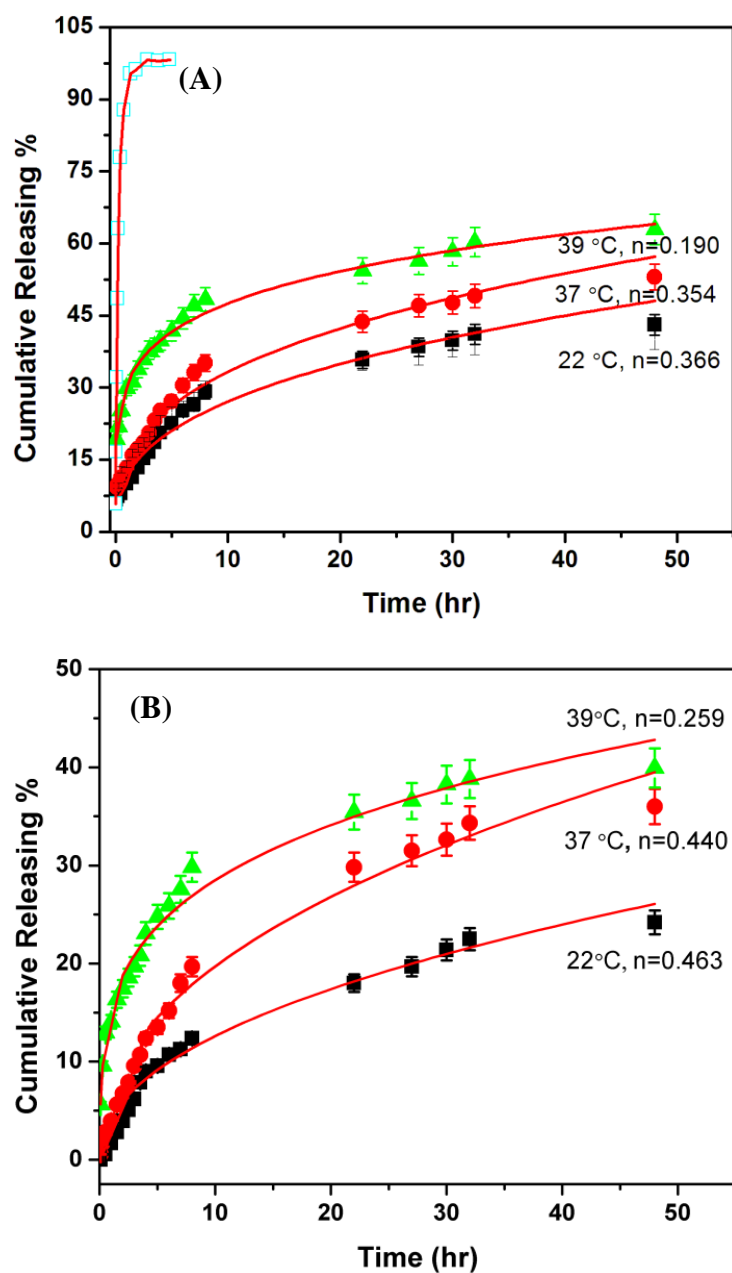 105
90
75
60
45
30
15
0
Cumulative Releasing %
(A)
39 °C, n=0.190
37 °C, n=0.354
22 °C, n=0.366
0 10 20 30 40 50
Time (hr)
50
40
30
20
10
0
Cumulative Releasing %
(B)
39°C, n=0.259
37 °C, n=0.440
22°C, n=0.463
0 10 20 30 40 50
Time (hr)